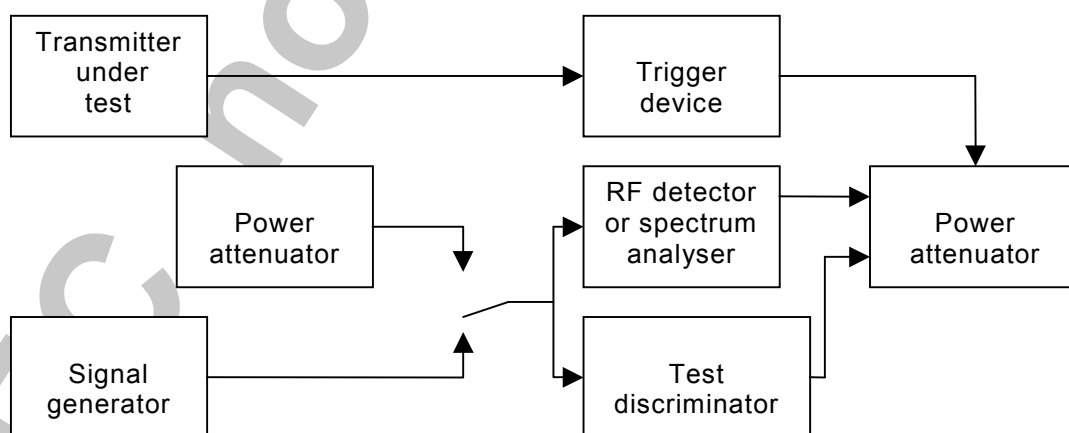 Transmitter
under
test
Trigger
device
Power
attenuator
RF detector
or spectrum
analyser
Power
attenuator
Signal
generator
Test
discriminator